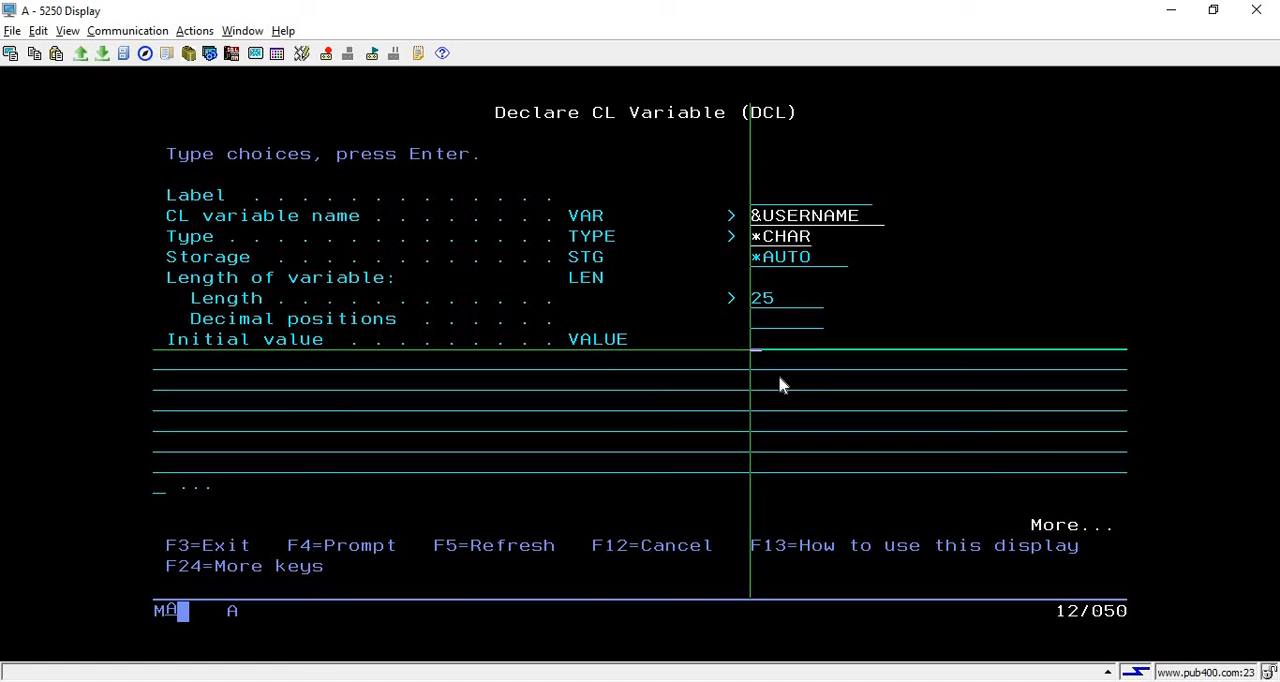 A - 5250 Display
File Edit View Communication Actions Window Help
Declare CL Variable (DCL)
Type choices, press Enter.
Label . . . . . . . . . . . . .
CL variable name . . . . . . . . VAR > &USERNAME
Type . . . . . . . . . . . . . . TYPE > *CHAR
Storage . . . . . . . . . . . . STG *AUTO
Length of variable: LEN
Length . . . . . . . . . . . . > 25
Decimal positions . . . . . .
Initial value . . . . . . . . . VALUE
_ ...
More...
F3=Exit F4=Prompt F5=Refresh F12=Cancel F13=How to use this display
F24=More keys
MA A 12/050
www.pub400.com:23